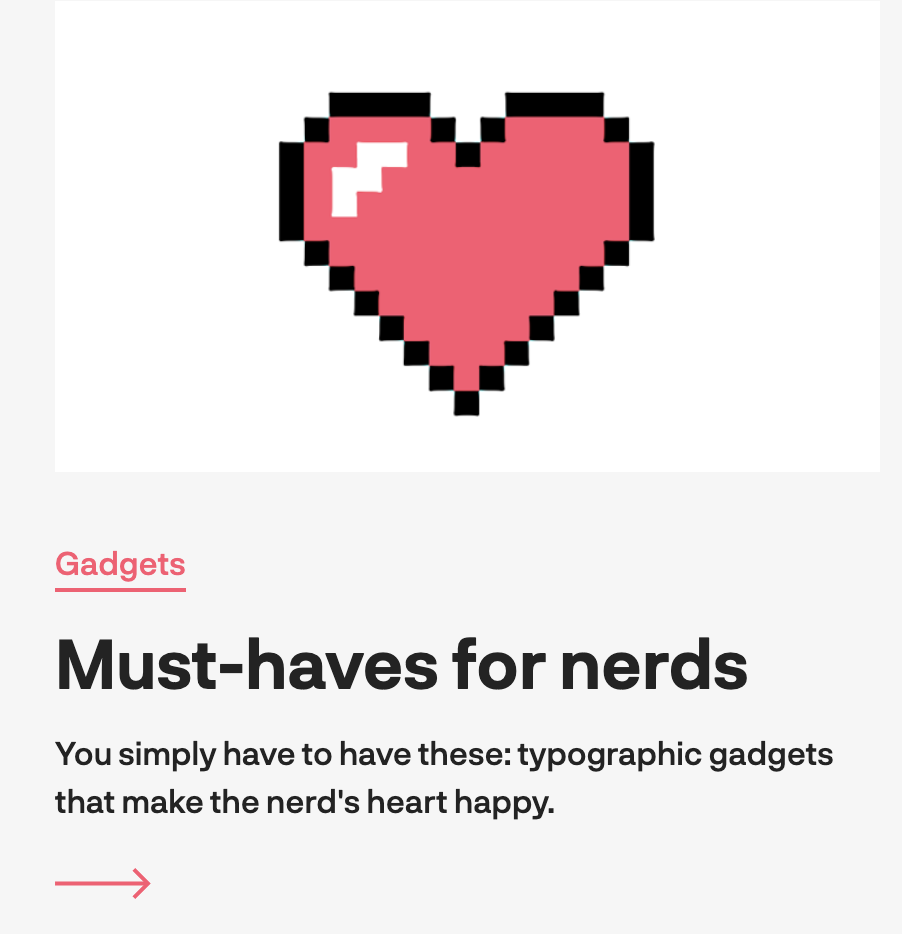 Gadgets
Must-haves for nerds
You simply have to have these: typographic gadgets
that make the nerd's heart happy.